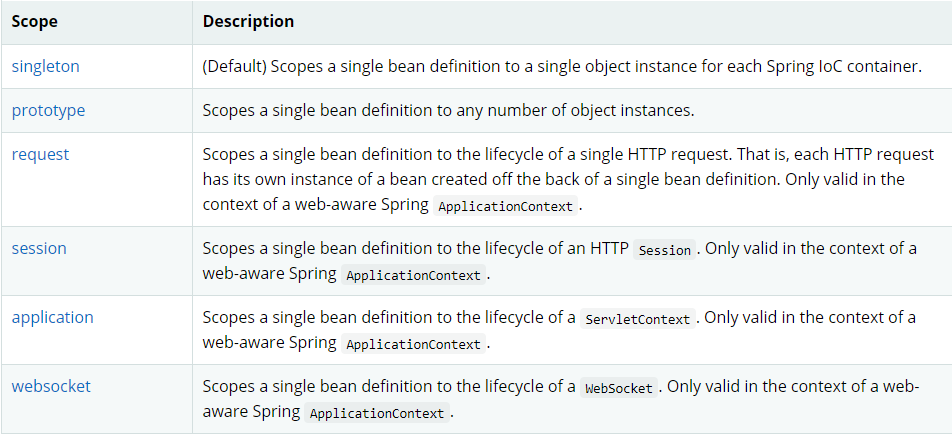 Scope Description
singleton (Default) Scopes a single bean definition to a single object instance for each Spring IoC container.
prototype Scopes a single bean definition to any number of object instances.
request Scopes a single bean definition to the lifecycle of a single HTTP request. That is, each HTTP request
has its own instance of a bean created off the back of a single bean definition. Only valid in the
context of a web-aware Spring ApplicationContext.
session Scopes a single bean definition to the lifecycle of an HTTP Session. Only valid in the context of a
web-aware Spring ApplicationContext.
application Scopes a single bean definition to the lifecycle of a ServletContext. Only valid in the context of a
web-aware Spring ApplicationContext.
websocket Scopes a single bean definition to the lifecycle of a WebSocket. Only valid in the context of a web-
aware Spring ApplicationContext.